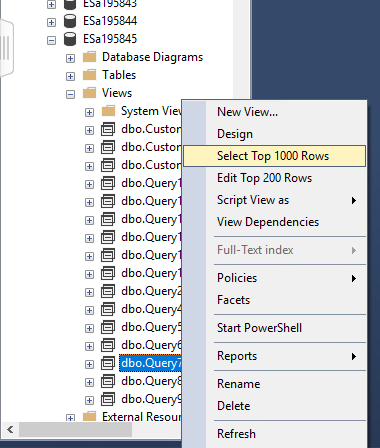 ESa195843
ESa195844
ESa195845
Database Diagrams
Tables
Views
System View
dbo.Custom
dbo.Custom
dbo.Custom
dbo.Query1
dbo.Query1
dbo.Query1
dbo.Query1
dbo.Query1
dbo.Query2
dbo.Query4
dbo.Query5
dbo.Query6
dbo.Query7
dbo.Query8
dbo.Query9
External Resour
New View...
Design
Select Top 1000 Rows
Edit Top 200 Rows
Script View as
View Dependencies
Full-Text index
Policies
Facets
Start PowerShell
Reports
Rename
Delete
Refresh